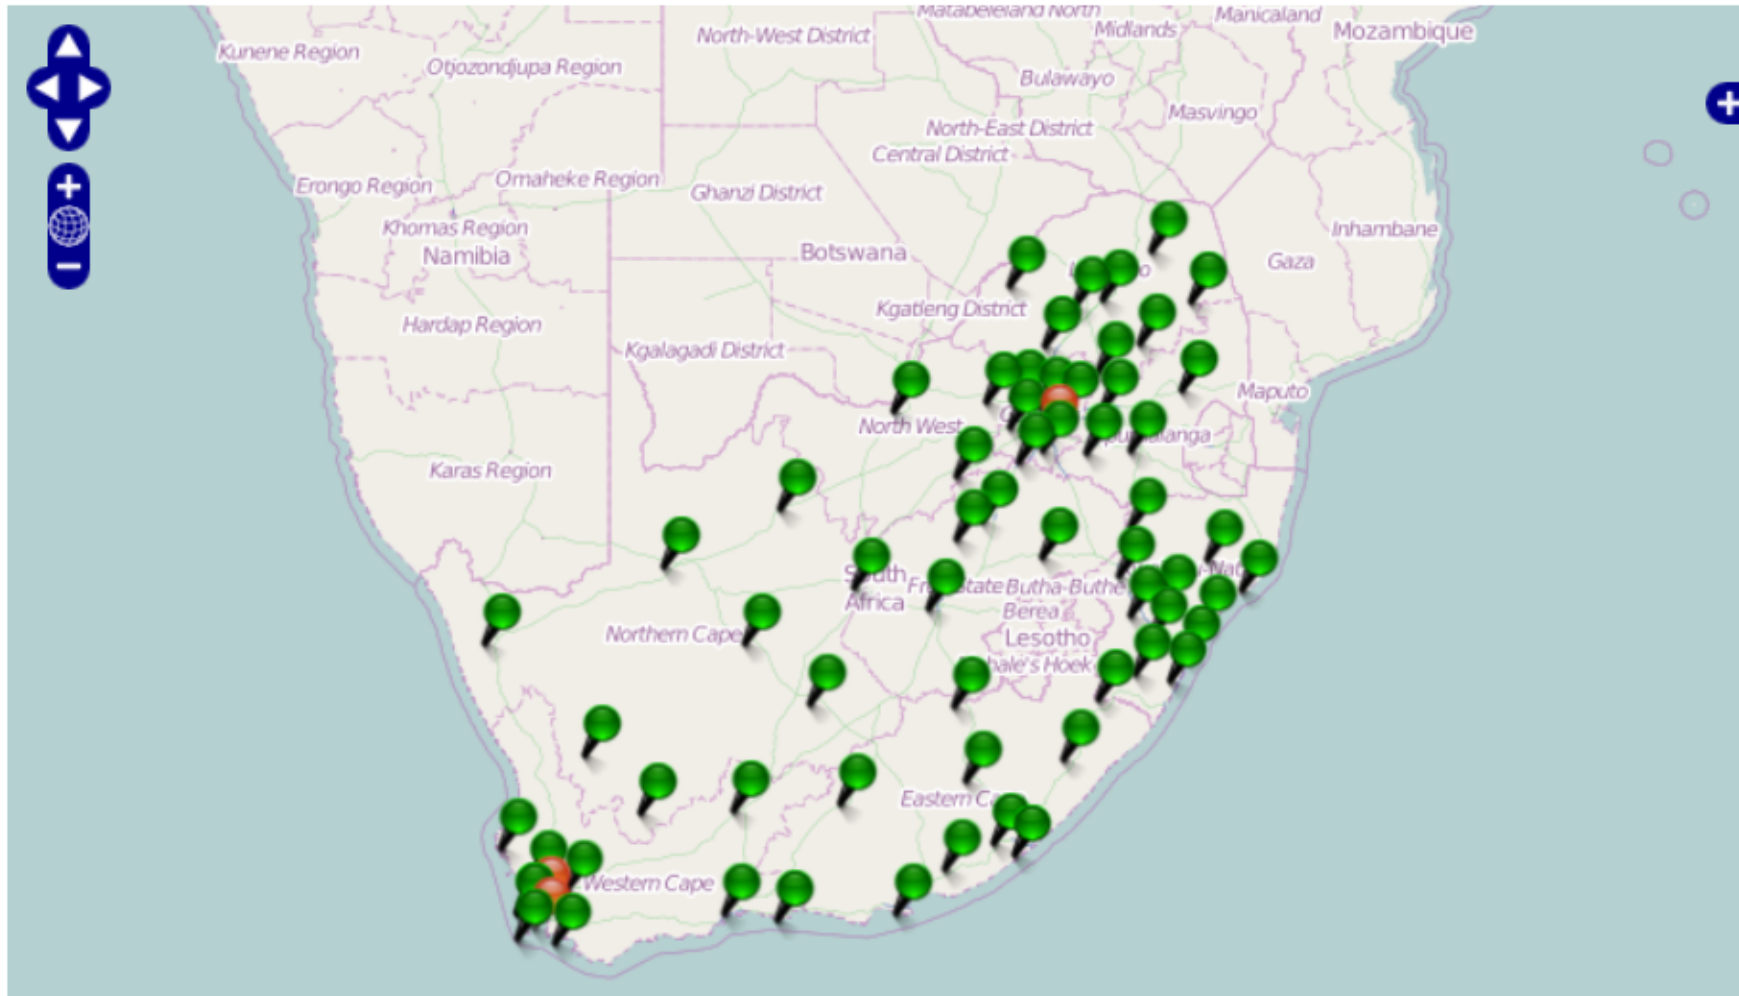 Matabeleland North
Manicaland
Mozambique
Midlands
North-West District
Kunene Region
Otjozondjupa Region
Bulawayo
Masvingo
North-East District
Central District
Erongo Region
Omaheke Region
Ghanzi District
Khomas Region
Inhambane
Namibia
Botswana
Gaza
Kgatleng District
Hardap Region
Kgalagadi District
Maputo
North West
Karas Region
South
Africa
Butha-Buthe
Berea
Northern Cape
Lesotho
Western Cape